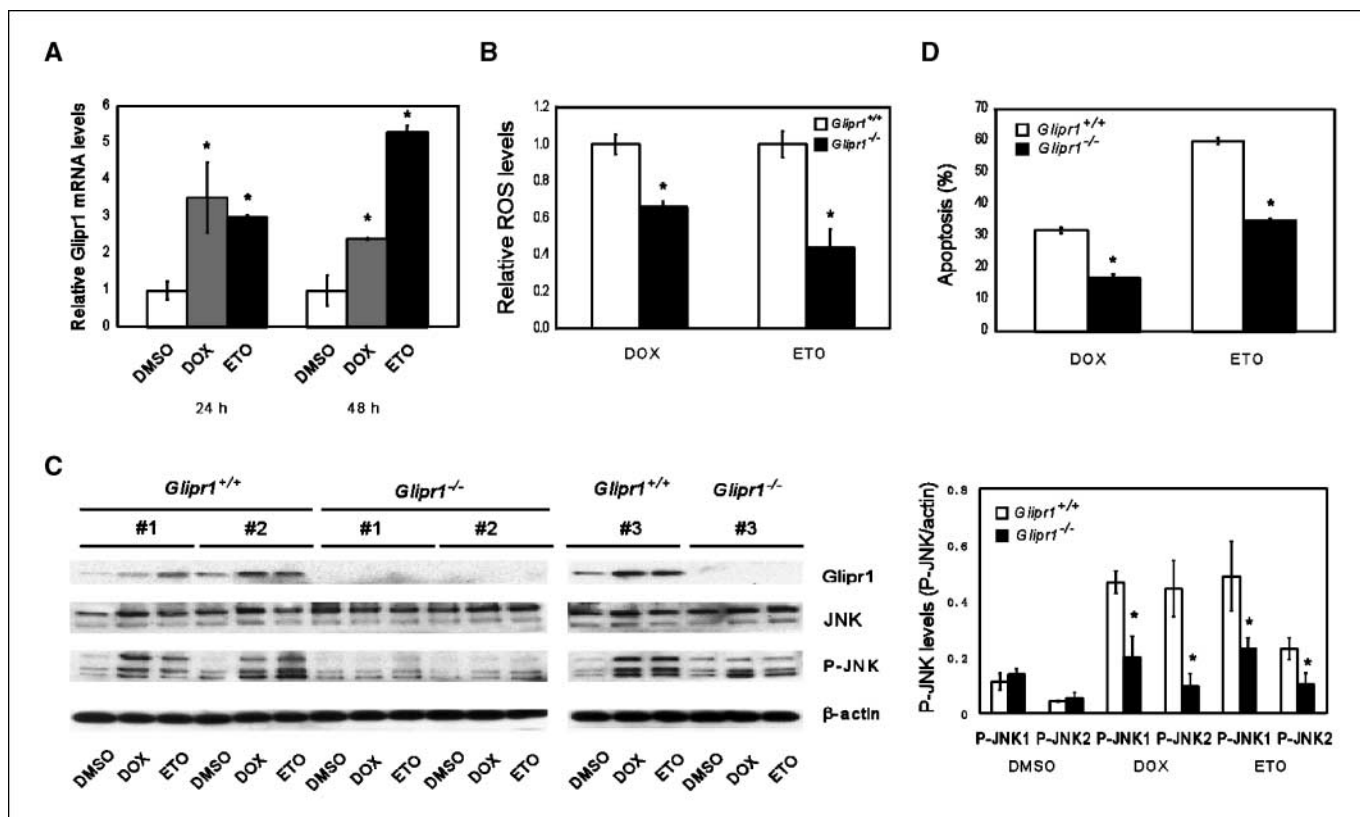 A
Relative Glipr1 mRNA levels
6
5
4
3
2
1
0
* * * *
DMSO DOX ETO DMSO DOX ETO
24 h 48 h
B
Relative ROS levels
1.2
1.0
0.8
0.6
0.4
0.2
0.0
Glipr1+/+
Glipr1-/-
* *
DOX ETO
D
Apoptosis (%)
70
60
50
40
30
20
10
0
Glipr1+/+
Glipr1-/-
* *
DOX ETO
C
Glipr1+/+ Glipr1-/- Glipr1+/+ Glipr1-/-
#1 #2 #1 #2 #3 #3
Glipr1
JNK
P-JNK
β-actin
DMSO DOX ETO DMSO DOX ETO DMSO DOX ETO DMSO DOX ETO DMSO DOX ETO DMSO DOX ETO
P-JNK levels (P-JNK/actin)
0.8
0.6
0.4
0.2
0
Glipr1+/+
Glipr1-/-
* * * *
P-JNK1 P-JNK2 P-JNK1 P-JNK2 P-JNK1 P-JNK2
DMSO DOX ETO